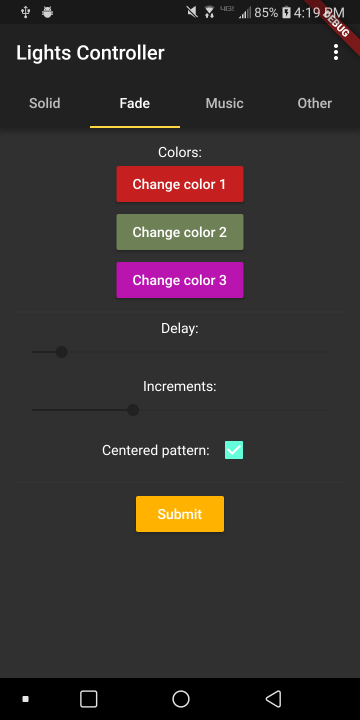 85% 4:19 PM
DEBUG
Lights Controller
Solid Fade Music Other
Colors:
Change color 1
Change color 2
Change color 3
Delay:
Increments:
Centered pattern:
Submit